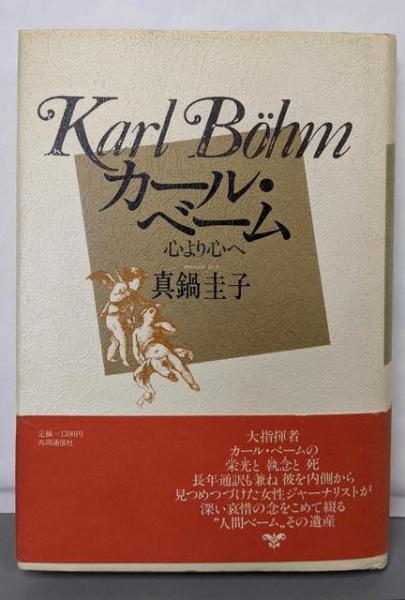 Karl Böhm
カール・
ベーム
心より心へ
真鍋圭子
定価=1300円
共同通信社
大指揮者
カール・ベームの
栄光と 執念と 死
長年通訳も兼ね 彼を内側から
見つめつづけた女性ジャーナリストが
深い哀惜の念をこめて綴る
"人間ベーム„その遺産